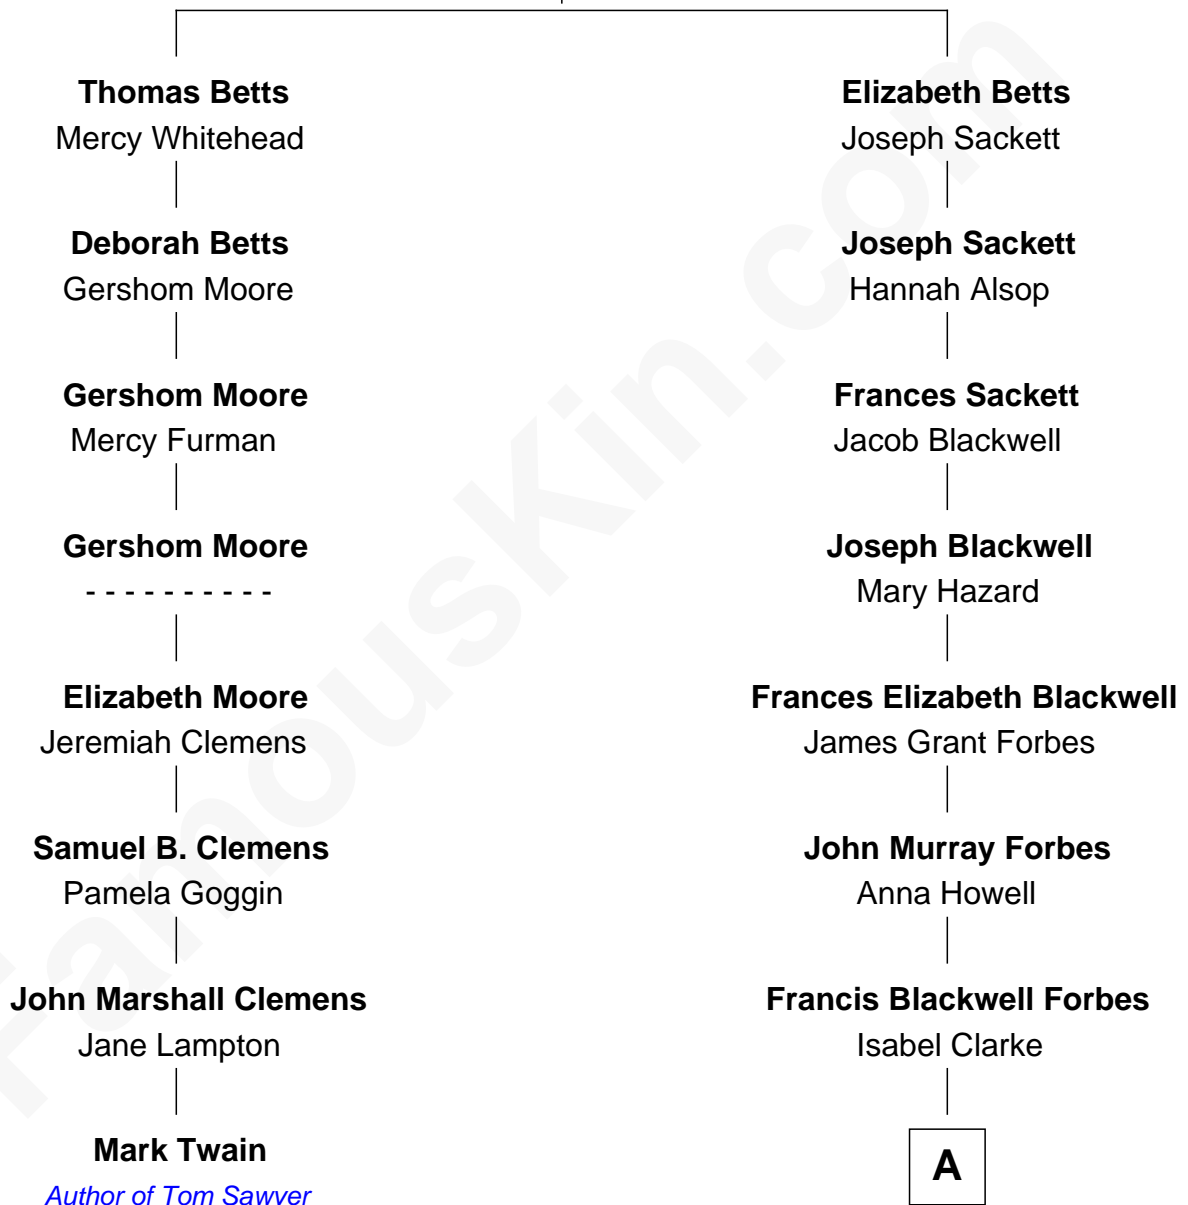 Thomas Betts
Mercy Whitehead
Elizabeth Betts
Joseph Sackett
Deborah Betts
Gershom Moore
Joseph Sackett
Hannah Alsop
Gershom Moore
Mercy Furman
Frances Sackett
Jacob Blackwell
Gershom Moore
- - - - - - - - - -
Joseph Blackwell
Mary Hazard
Elizabeth Moore
Jeremiah Clemens
Frances Elizabeth Blackwell
James Grant Forbes
Samuel B. Clemens
Pamela Goggin
John Murray Forbes
Anna Howell
John Marshall Clemens
Jane Lampton
Francis Blackwell Forbes
Isabel Clarke
Mark Twain
Author of Tom Sawyer
A
FamousKin.com